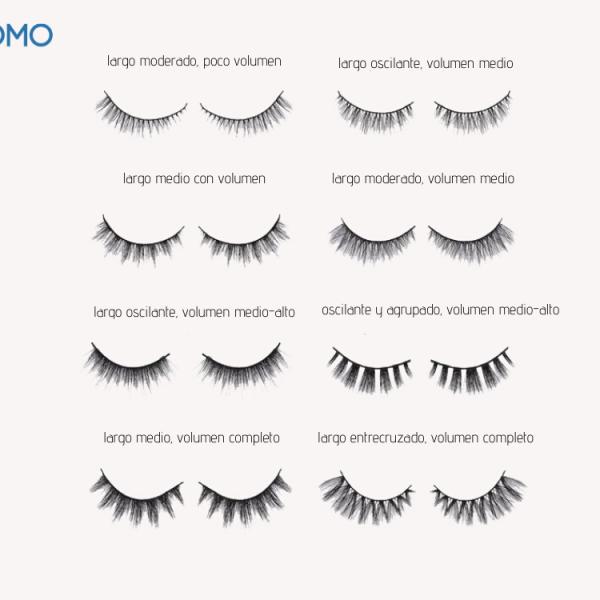 OMO
largo moderado, poco volumen
largo oscilante, volumen medio
largo medio con volumen
largo moderado, volumen medio
largo oscilante, volumen medio-alto
oscilante y agrupado, volumen medio-alto
largo medio, volumen completo
largo entrecruzado, volumen completo